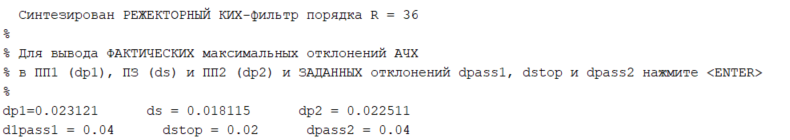 Синтезирован РЕЖЕКТОРНЫЙ КИХ-фильтр порядка R = 36
%
% Для вывода ФАКТИЧЕСКИХ максимальных отклонений АЧХ
% в ПП1 (dp1), ПЗ (ds) и ПП2 (dp2) и ЗАДАННЫХ отклонений dpass1, dstop и dpass2 нажмите <ENTER>
%
dp1=0.023121 ds = 0.018115 dp2 = 0.022511
d1pass1 = 0.04 dstop = 0.02 dpass2 = 0.04